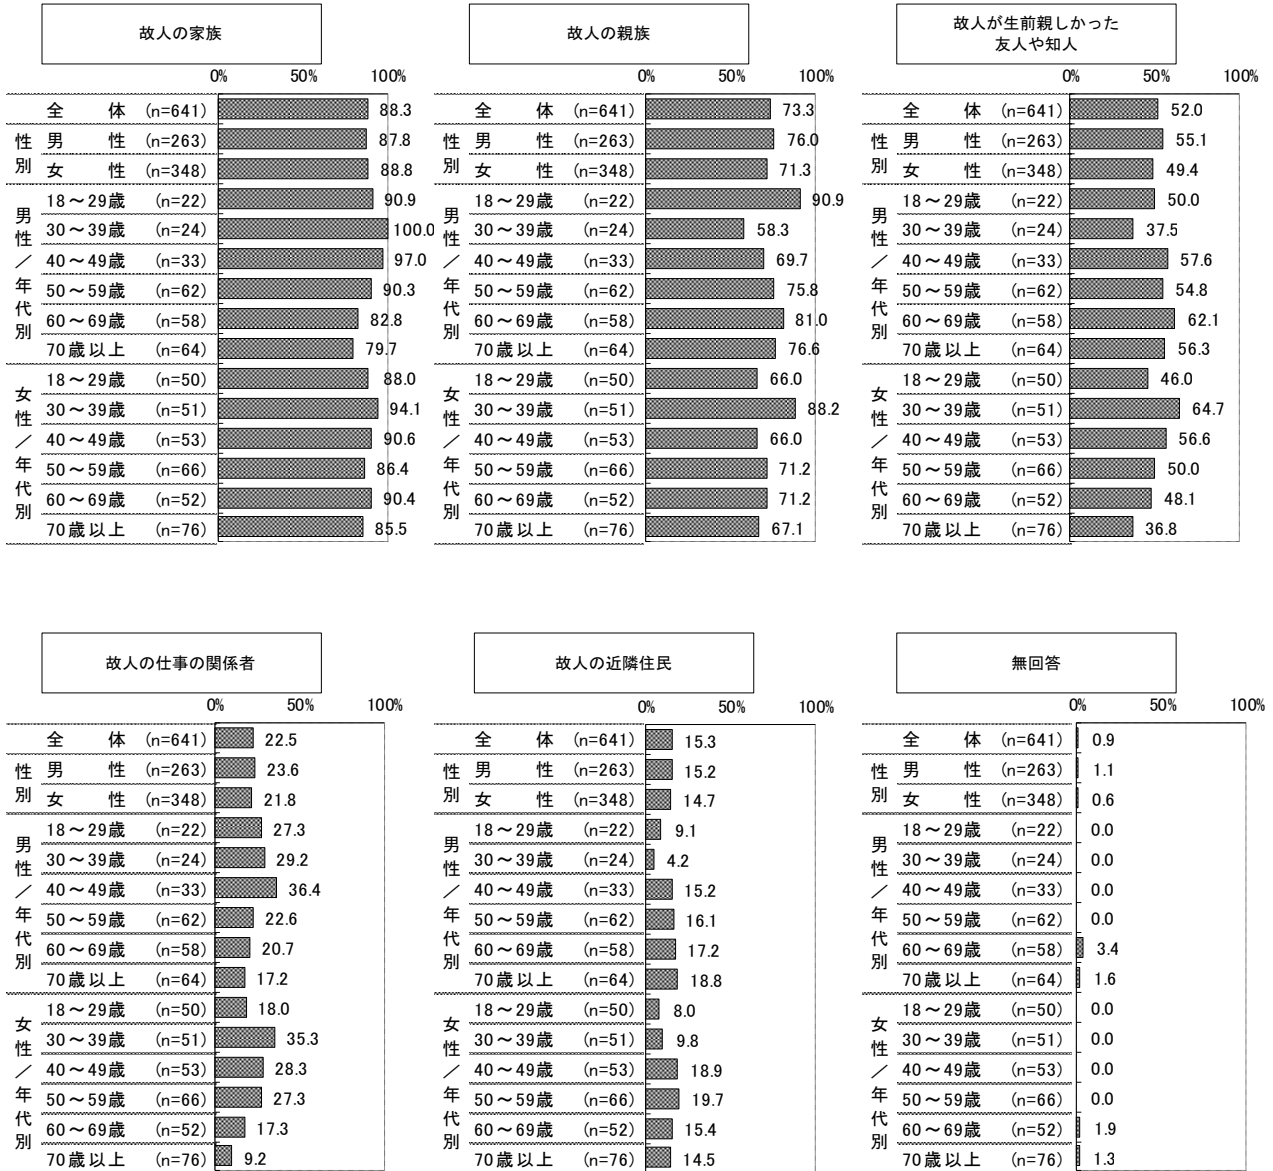 故人の家族
0% 50% 100%
全 体 (n=641) 88.3
性別
男 性 (n=263) 87.8
女 性 (n=348) 88.8
男性／年代別
18～29歳 (n=22) 90.9
30～39歳 (n=24) 100.0
40～49歳 (n=33) 97.0
50～59歳 (n=62) 90.3
60～69歳 (n=58) 82.8
70歳以上 (n=64) 79.7
女性／年代別
18～29歳 (n=50) 88.0
30～39歳 (n=51) 94.1
40～49歳 (n=53) 90.6
50～59歳 (n=66) 86.4
60～69歳 (n=52) 90.4
70歳以上 (n=76) 85.5
故人の親族
0% 50% 100%
全 体 (n=641) 73.3
性別
男 性 (n=263) 76.0
女 性 (n=348) 71.3
男性／年代別
18～29歳 (n=22) 90.9
30～39歳 (n=24) 58.3
40～49歳 (n=33) 69.7
50～59歳 (n=62) 75.8
60～69歳 (n=58) 81.0
70歳以上 (n=64) 76.6
女性／年代別
18～29歳 (n=50) 66.0
30～39歳 (n=51) 88.2
40～49歳 (n=53) 66.0
50～59歳 (n=66) 71.2
60～69歳 (n=52) 71.2
70歳以上 (n=76) 67.1
故人が生前親しかった
友人や知人
0% 50% 100%
全 体 (n=641) 52.0
性別
男 性 (n=263) 55.1
女 性 (n=348) 49.4
男性／年代別
18～29歳 (n=22) 50.0
30～39歳 (n=24) 37.5
40～49歳 (n=33) 57.6
50～59歳 (n=62) 54.8
60～69歳 (n=58) 62.1
70歳以上 (n=64) 56.3
女性／年代別
18～29歳 (n=50) 46.0
30～39歳 (n=51) 64.7
40～49歳 (n=53) 56.6
50～59歳 (n=66) 50.0
60～69歳 (n=52) 48.1
70歳以上 (n=76) 36.8
故人の仕事の関係者
0% 50% 100%
全 体 (n=641) 22.5
性別
男 性 (n=263) 23.6
女 性 (n=348) 21.8
男性／年代別
18～29歳 (n=22) 27.3
30～39歳 (n=24) 29.2
40～49歳 (n=33) 36.4
50～59歳 (n=62) 22.6
60～69歳 (n=58) 20.7
70歳以上 (n=64) 17.2
女性／年代別
18～29歳 (n=50) 18.0
30～39歳 (n=51) 35.3
40～49歳 (n=53) 28.3
50～59歳 (n=66) 27.3
60～69歳 (n=52) 17.3
70歳以上 (n=76) 9.2
故人の近隣住民
0% 50% 100%
全 体 (n=641) 15.3
性別
男 性 (n=263) 15.2
女 性 (n=348) 14.7
男性／年代別
18～29歳 (n=22) 9.1
30～39歳 (n=24) 4.2
40～49歳 (n=33) 15.2
50～59歳 (n=62) 16.1
60～69歳 (n=58) 17.2
70歳以上 (n=64) 18.8
女性／年代別
18～29歳 (n=50) 8.0
30～39歳 (n=51) 9.8
40～49歳 (n=53) 18.9
50～59歳 (n=66) 19.7
60～69歳 (n=52) 15.4
70歳以上 (n=76) 14.5
無回答
0% 50% 100%
全 体 (n=641) 0.9
性別
男 性 (n=263) 1.1
女 性 (n=348) 0.6
男性／年代別
18～29歳 (n=22) 0.0
30～39歳 (n=24) 0.0
40～49歳 (n=33) 0.0
50～59歳 (n=62) 0.0
60～69歳 (n=58) 3.4
70歳以上 (n=64) 1.6
女性／年代別
18～29歳 (n=50) 0.0
30～39歳 (n=51) 0.0
40～49歳 (n=53) 0.0
50～59歳 (n=66) 0.0
60～69歳 (n=52) 1.9
70歳以上 (n=76) 1.3